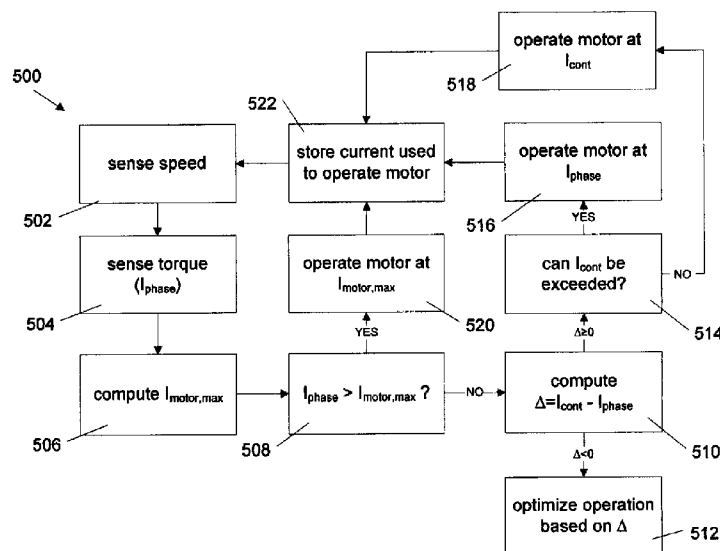 operate motor at
I_cont
518
500
522
sense speed
502
store current used
to operate motor
operate motor at
I_phase
516
YES
sense torque
(I_phase)
504
operate motor at
I_motor,max
520
YES
can I_cont be
exceeded?
NO
514
Δ≥0
compute I_motor,max
506
I_phase > I_motor,max ?
508
NO
compute
Δ=I_cont - I_phase
510
Δ<0
optimize operation
based on Δ
512